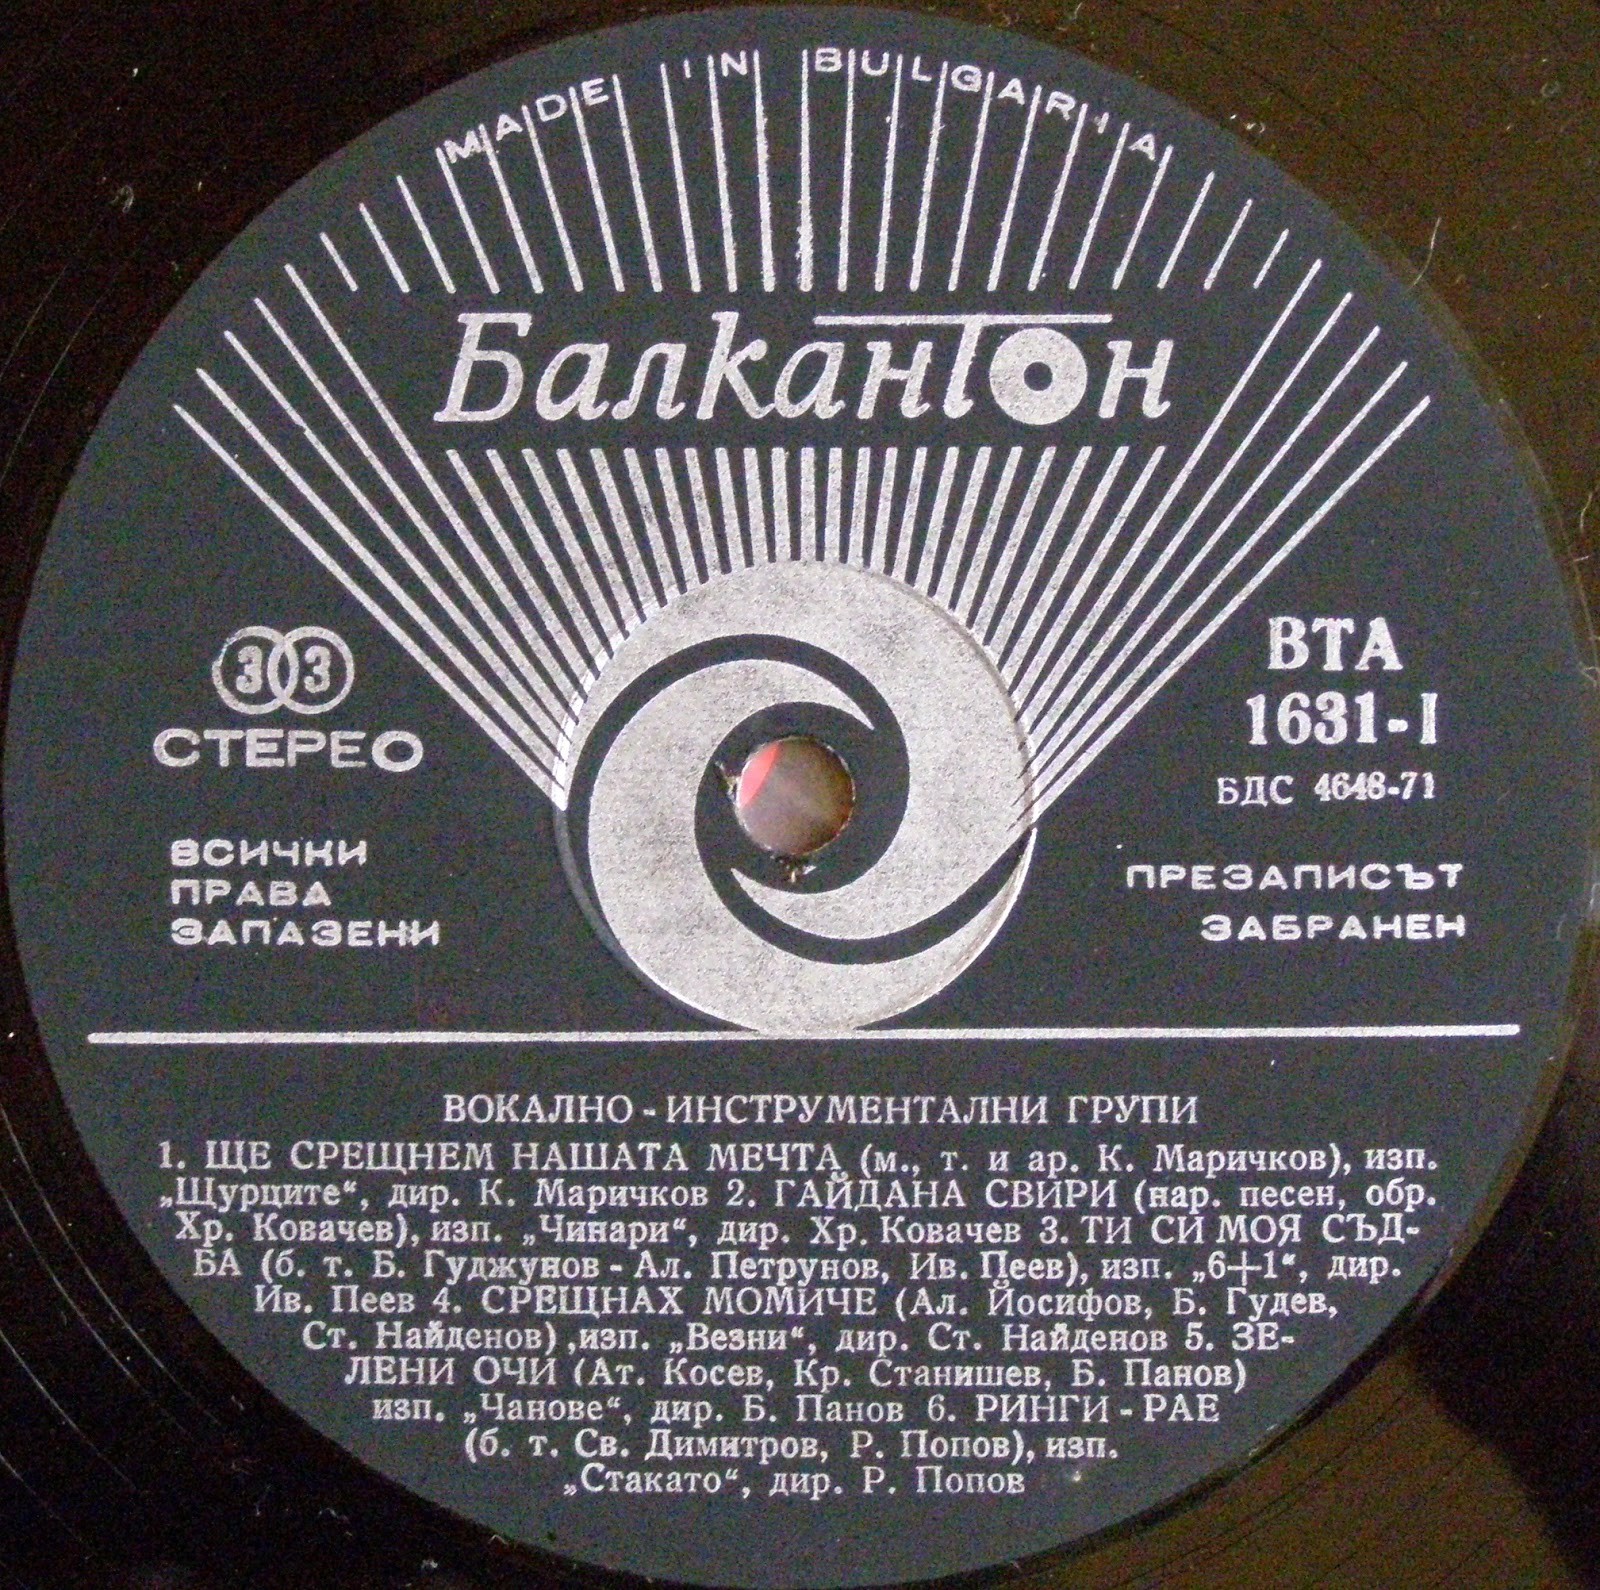 MADE IN BULGARIA
Балкантон
33
СТЕРЕО
ВСИЧКИ
ПРАВА
ЗАПАЗЕНИ
ВТА
1631-I
БДС 4648-71
ПРЕЗАПИСЪТ
ЗАБРАНЕН
ВОКАЛНО-ИНСТРУМЕНТАЛНИ ГРУПИ
1. ЩЕ СРЕЩНЕМ НАШАТА МЕЧТА (м., т. и ар. К. Маричков), изп.
„Щурците“, дир. К. Маричков 2. ГАЙДАНА СВИРИ (нар. песен, обр.
Хр. Ковачев), изп. „Чинари“, дир. Хр. Ковачев 3. ТИ СИ МОЯ СЪД-
БА (б. т. Б. Гуджунов - Ал. Петрунов, Ив. Пеев), изп. „6+1“, дир.
Ив. Пеев 4. СРЕЩНАХ МОМИЧЕ (Ал. Йосифов, Б. Гудев,
Ст. Найденов) ,изп. „Везни“, дир. Ст. Найденов 5. ЗЕ-
ЛЕНИ ОЧИ (Ат. Косев, Кр. Станишев, Б. Панов)
изп. „Чанове“, дир. Б. Панов 6. РИНГИ-РАЕ
(б. т. Св. Димитров, Р. Попов), изп.
„Стакато“, дир. Р. Попов